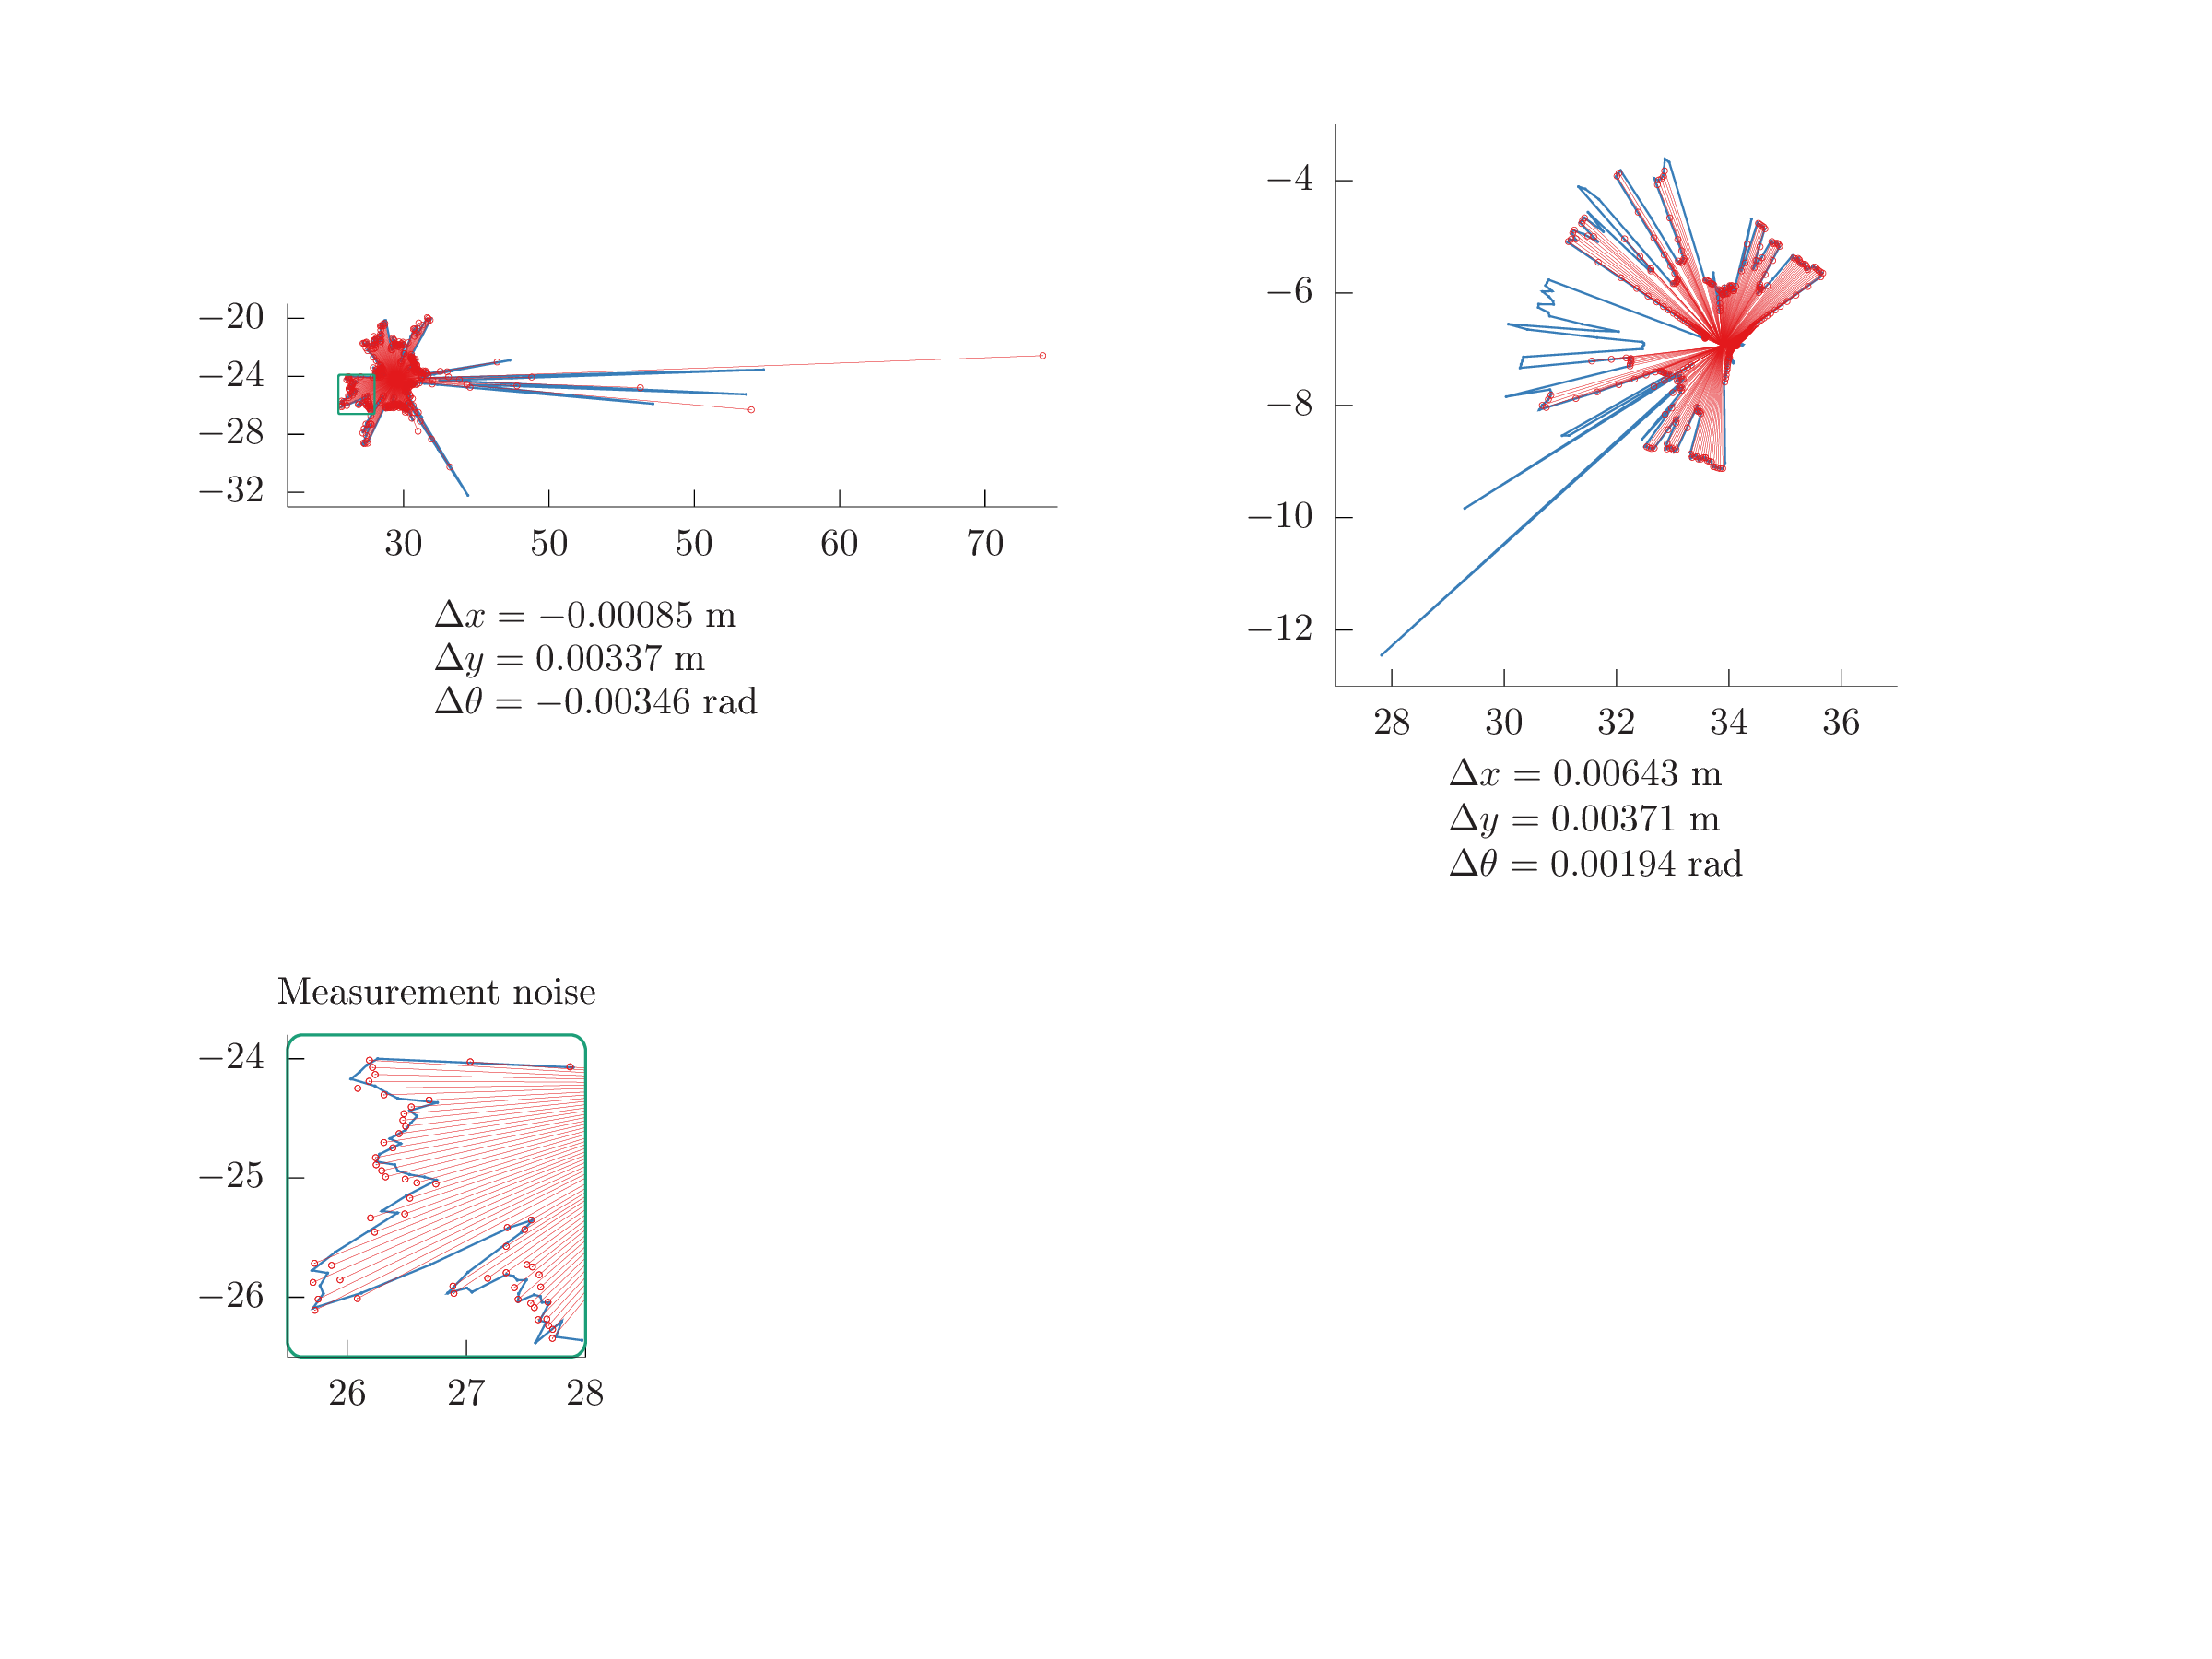 −20
−24
−28
−32
30 50 50 60 70
Δx = −0.00085 m
Δy = 0.00337 m
Δθ = −0.00346 rad
−4
−6
−8
−10
−12
28 30 32 34 36
Δx = 0.00643 m
Δy = 0.00371 m
Δθ = 0.00194 rad
Measurement noise
−24
−25
−26
26 27 28